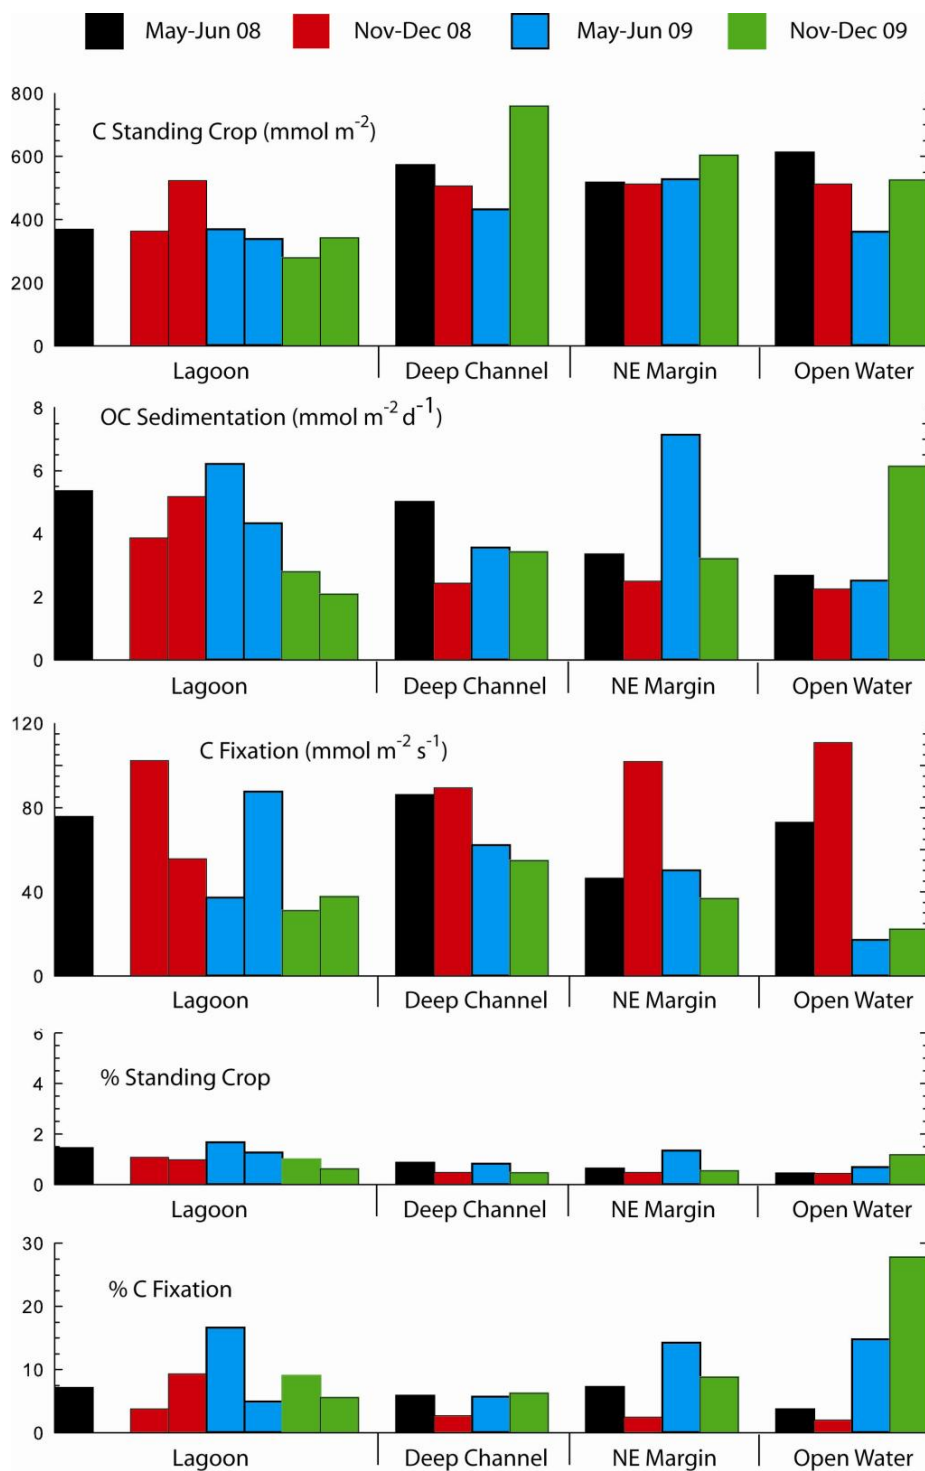 May-Jun 08 Nov-Dec 08 May-Jun 09 Nov-Dec 09
800
C Standing Crop (mmol m⁻²)
600
400
200
0
Lagoon Deep Channel NE Margin Open Water
8
OC Sedimentation (mmol m⁻² d⁻¹)
6
4
2
0
Lagoon Deep Channel NE Margin Open Water
120
C Fixation (mmol m⁻² s⁻¹)
80
40
0
Lagoon Deep Channel NE Margin Open Water
6
% Standing Crop
4
2
0
Lagoon Deep Channel NE Margin Open Water
30
% C Fixation
20
10
0
Lagoon Deep Channel NE Margin Open Water